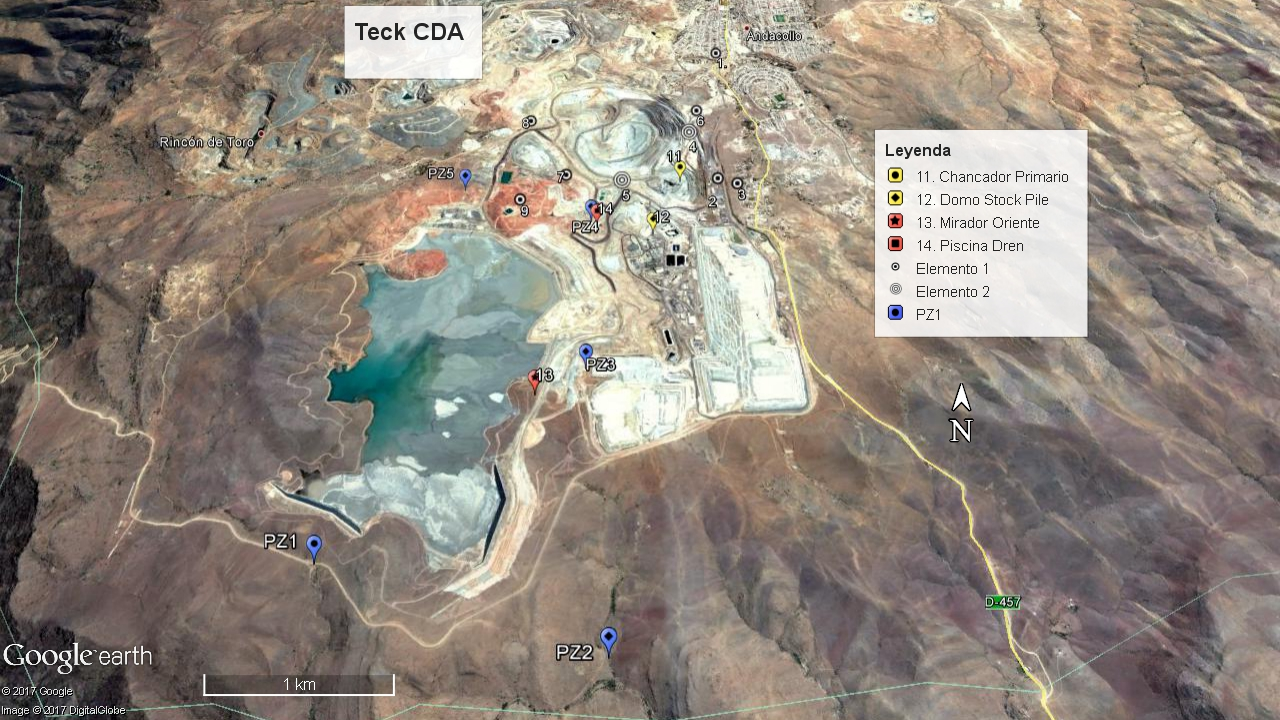 Teck CDA
Andacollo
1.
8
6
Rincón de Toro
4
11
Leyenda
PZ5
7
5
2
3
11. Chancador Primario
9
14
12
12. Domo Stock Pile
PZ4
13. Mirador Oriente
14. Piscina Dren
Elemento 1
Elemento 2
PZ1
PZ3
13
N
PZ1
D-457
PZ2
Google earth
1 km
© 2017 Google
Image © 2017 DigitalGlobe